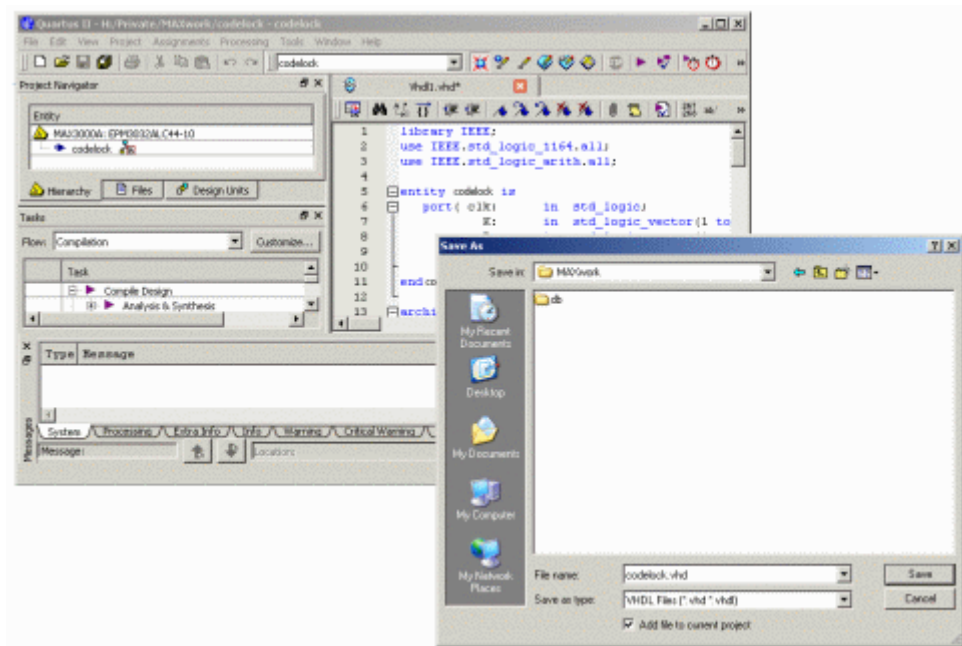 Quartus II - H:/Private/MAXwork/codelock - codelock
File Edit View Project Assignments Processing Tools Window Help
codelock
Project Navigator
Vhdl1.vhd*
Entity
MAX3000A: EPM3032ALC44-10
codelock
Hierarchy Files Design Units
Tasks
Flow: Compilation Customize...
Task
Compile Design
Analysis & Synthesis
1 library IEEE;
2 use IEEE.std_logic_1164.all;
3 use IEEE.std_logic_arith.all;
4
5 entity codelock is
6 port( clk: in std_logic;
7 K: in std_logic_vector(1 to
8
9
10
11 end co
12
13 archi
Type Message
System Processing Extra Info Info Warning Critical Warning
Messages
Message: Location:
Save As
Save in: MAXwork
db
My Recent
Documents
Desktop
My Documents
My Computer
My Network
Places
File name: codelock.vhd Save
Save as type: VHDL Files (*.vhd *.vhdl) Cancel
Add file to current project